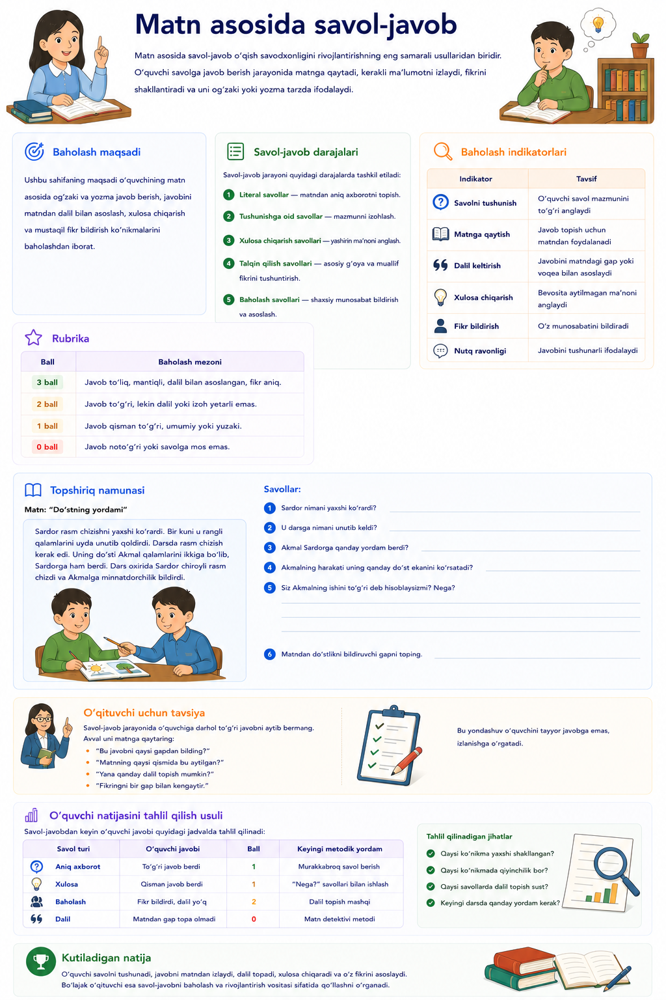 Matn asosida savol-javob
Matn asosida savol-javob o‘qish savodxonligini rivojlantirishning eng samarali usullaridan biridir.
O‘quvchi savolga javob berish jarayonida matnga qaytadi, kerakli ma’lumotni izlaydi, fikrini
shakllantiradi va uni og‘zaki yoki yozma tarzda ifodalaydi.
Baholash maqsadi
Ushbu sahifaning maqsadi o‘quvchining matn
asosida og‘zaki va yozma javob berish, javobini
matndan dalil bilan asoslash, xulosa chiqarish
va mustaqil fikr bildirish ko‘nikmalarini
baholashdan iborat.
Savol-javob darajalari
Savol-javob jarayoni quyidagi darajalarda tashkil etiladi:
1 Literal savollar — matndan aniq axborotni topish.
2 Tushunishga oid savollar — mazmunni izohlash.
3 Xulosa chiqarish savollari — yashirin ma’noni anglash.
4 Talqin qilish savollari — asosiy g‘oya va muallif
fikrini tushuntirish.
5 Baholash savollari — shaxsiy munosabat bildirish
va asoslash.
Baholash indikatorlari
Indikator Tavsif
Savolni tushunish O‘quvchi savol mazmunini
to‘g‘ri anglaydi
Matnga qaytish Javob topish uchun
matndan foydalanadi
Dalil keltirish Javobini matndagi gap yoki
voqea bilan asoslaydi
Xulosa chiqarish Bevosita aytilmagan ma’noni
anglaydi
Fikr bildirish O‘z munosabatini bildiradi
Nutq ravonligi Javobini tushunarli ifodalaydi
Rubrika
Ball Baholash mezoni
3 ball Javob to‘liq, mantiqli, dalil bilan asoslangan, fikr aniq.
2 ball Javob to‘g‘ri, lekin dalil yoki izoh yetarli emas.
1 ball Javob qisman to‘g‘ri, umumiy yoki yuzaki.
0 ball Javob noto‘g‘ri yoki savolga mos emas.
Topshiriq namunasi
Matn: “Do‘stning yordami”
Sardor rasm chizishni yaxshi ko‘rardi. Bir kuni u rangli
qalamlarini uyda unutib qoldirdi. Darsda rasm chizish
kerak edi. Uning do‘sti Akmal qalamlarini ikkiga bo‘lib,
Sardorga ham berdi. Dars oxirida Sardor chiroyli rasm
chizdi va Akmalga minnatdorchilik bildirdi.
Savollar:
1 Sardor nimani yaxshi ko‘rardi?
2 U darsga nimani unutib keldi?
3 Akmal Sardorga qanday yordam berdi?
4 Akmalning harakati uning qanday do‘st ekanini ko‘rsatadi?
5 Siz Akmalning ishini to‘g‘ri deb hisoblaysizmi? Nega?
6 Matndan do‘stlikni bildiruvchi gapni toping.
O‘qituvchi uchun tavsiya
Savol-javob jarayonida o‘quvchiga darhol to‘g‘ri javobni aytib bermang.
Avval uni matnga qaytaring:
• “Bu javobni qaysi gapdan bilding?”
• “Matnning qaysi qismida bu aytilgan?”
• “Yana qanday dalil topish mumkin?”
• “Fikringni bir gap bilan kengaytir.”
Bu yondashuv o‘quvchini tayyor javobga emas,
izlanishga o‘rgatadi.
O‘quvchi natijasini tahlil qilish usuli
Savol-javobdan keyin o‘quvchi javobi quyidagi jadvalda tahlil qilinadi:
Savol turi O‘quvchi javobi Ball Keyingi metodik yordam
Aniq axborot To‘g‘ri javob berdi 1 Murakkabroq savol berish
Xulosa Qisman javob berdi 1 “Nega?” savollari bilan ishlash
Baholash Fikr bildirdi, dalil yo‘q 2 Dalil topish mashqi
Dalil Matndan gap topa olmadi 0 Matn detektivi metodi
Tahlil qilinadigan jihatlar
Qaysi ko‘nikma yaxshi shakllangan?
Qaysi ko‘nikmada qiyinchilik bor?
Qaysi savollarda dalil topish sust?
Keyingi darsda qanday yordam kerak?
Kutiladigan natija
O‘quvchi savolni tushunadi, javobni matndan izlaydi, dalil topadi, xulosa chiqaradi va o‘z fikrini asoslaydi.
Bo‘lajak o‘qituvchi esa savol-javobni baholash va rivojlantirish vositasi sifatida qo‘llashni o‘rganadi.